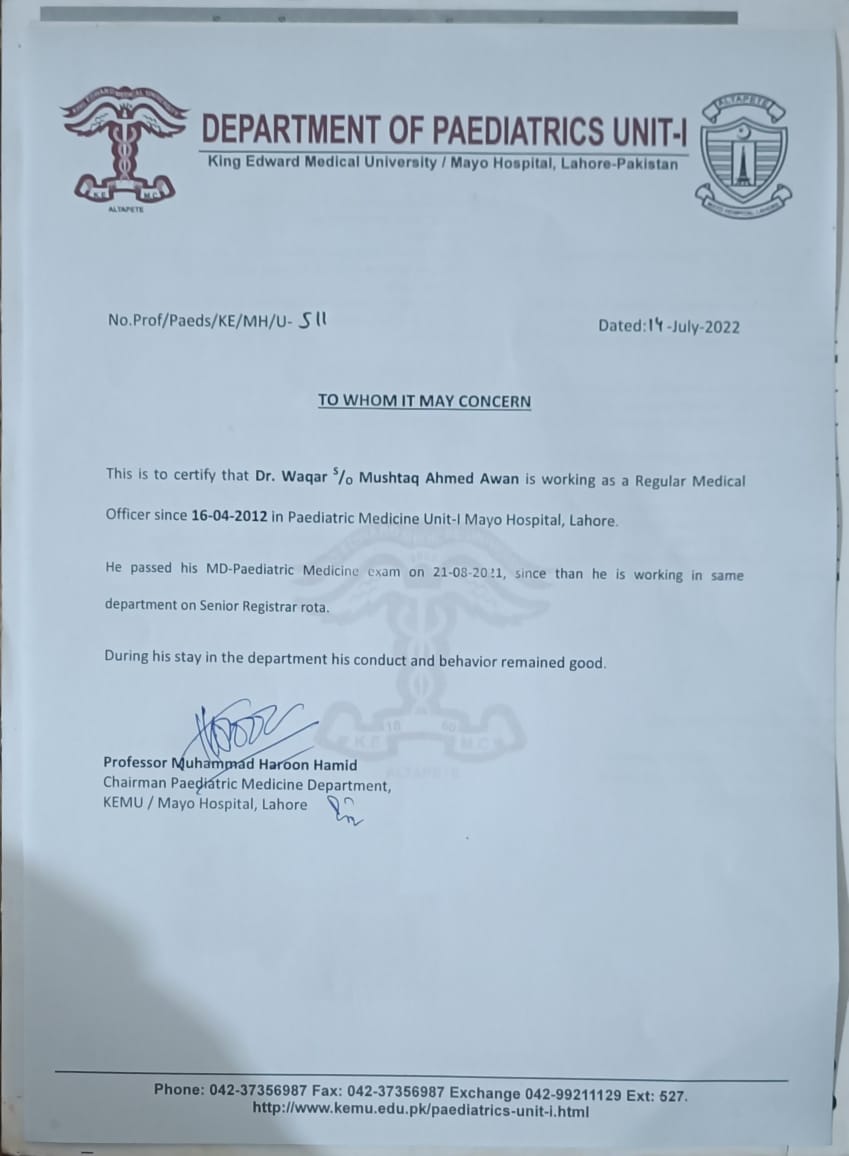 KING EDWARD MEDICAL UNIVERSITY
K E M C
ALTAPETE
DEPARTMENT OF PAEDIATRICS UNIT-I
King Edward Medical University / Mayo Hospital, Lahore-Pakistan
ALTAPETE
MAYO HOSPITAL LAHORE
No.Prof/Paeds/KE/MH/U- 511
Dated:14-July-2022
TO WHOM IT MAY CONCERN
This is to certify that Dr. Waqar S/o Mushtaq Ahmed Awan is working as a Regular Medical
Officer since 16-04-2012 in Paediatric Medicine Unit-I Mayo Hospital, Lahore.
He passed his MD-Paediatric Medicine exam on 21-08-2021, since than he is working in same
department on Senior Registrar rota.
During his stay in the department his conduct and behavior remained good.
18 60
K.E M.C
ALTAPETE
Professor Muhammad Haroon Hamid
Chairman Paediatric Medicine Department,
KEMU / Mayo Hospital, Lahore
Phone: 042-37356987 Fax: 042-37356987 Exchange 042-99211129 Ext: 527.
http://www.kemu.edu.pk/paediatrics-unit-i.html